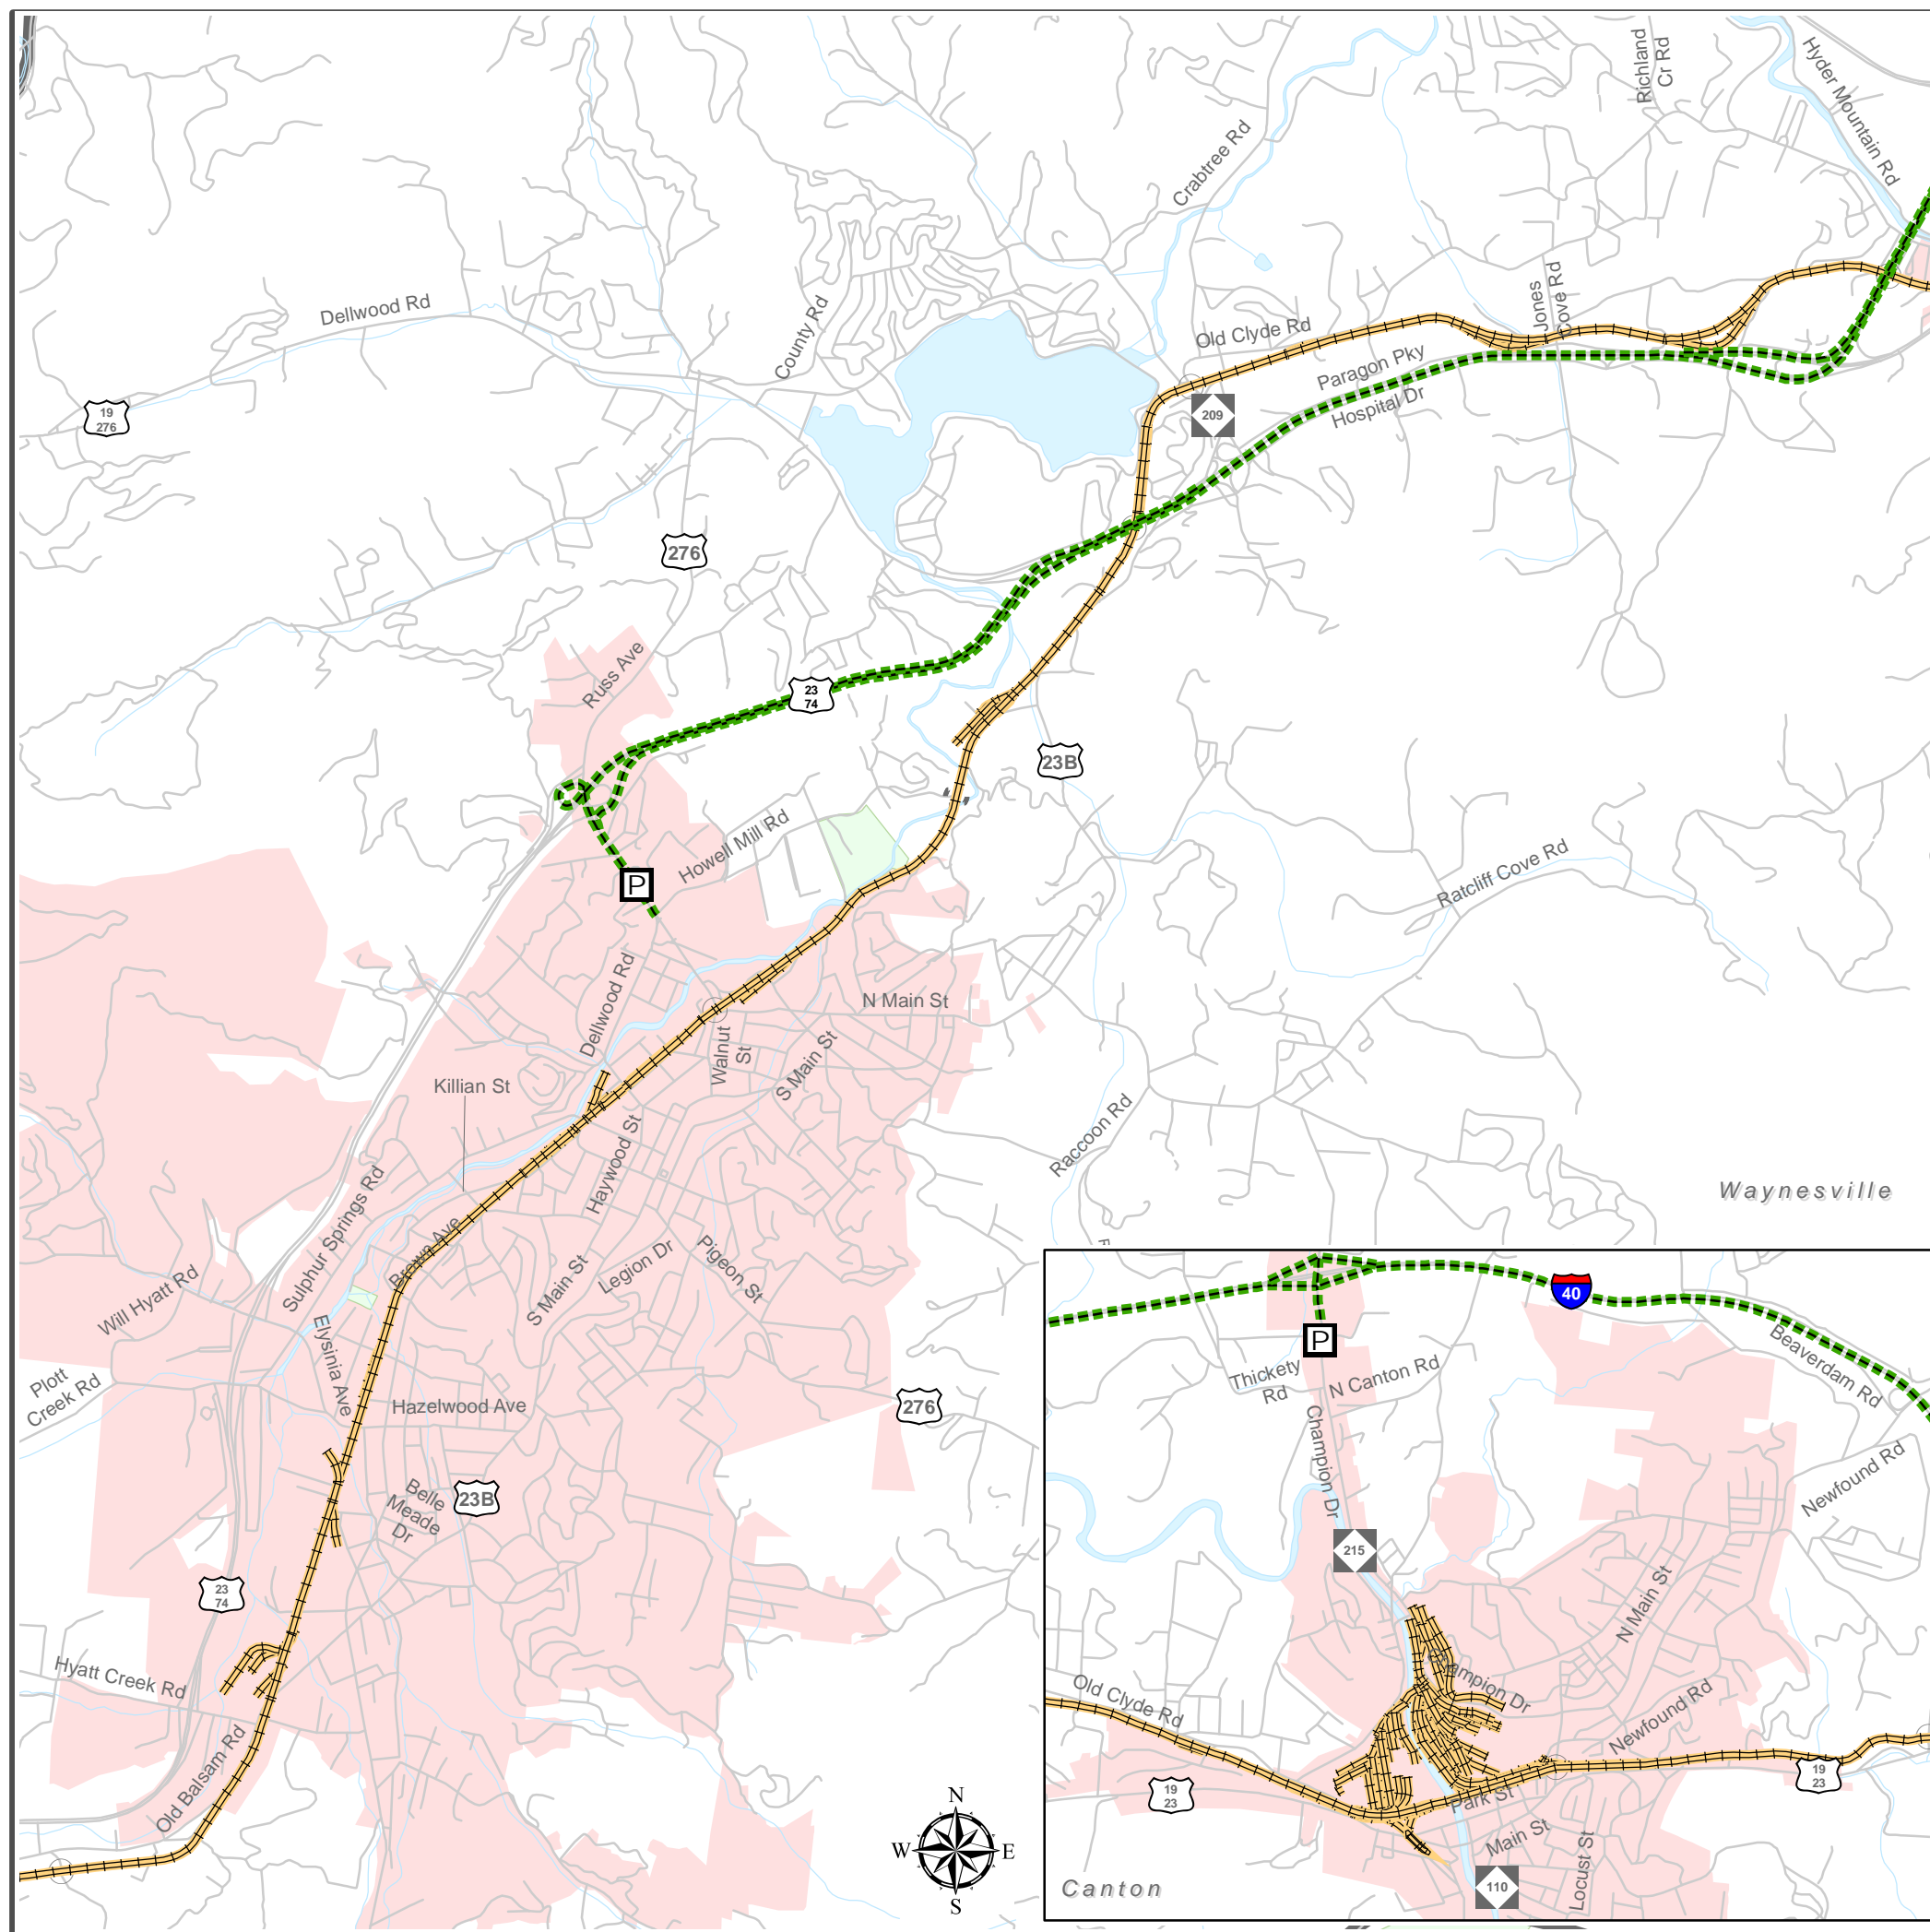 Richland
Cr Rd
Hyder Mountain Rd
Crabtree Rd
Dellwood Rd
County Rd
Jones
Cove Rd
Old Clyde Rd
Paragon Pky
Hospital Dr
19
276
209
276
Russ Ave
23
74
23B
Howell Mill Rd
P
Ratcliff Cove Rd
Dellwood Rd
N Main St
Walnut
St
S Main St
Killian St
Haywood St
Raccoon Rd
Sulphur Springs Rd
Brown Ave
Waynesville
Will Hyatt Rd
S Main St
Legion Dr
Pigeon St
Elysinia Ave
Plott
Creek Rd
Hazelwood Ave
276
Belle
Meade
Dr
23B
23
74
Hyatt Creek Rd
Old Balsam Rd
N
W
E
S
40
P
Beaverdam Rd
Thickety
Rd
N Canton Rd
Champion Dr
Newfound Rd
215
N Main St
Champion Dr
Old Clyde Rd
Newfound Rd
19
23
19
23
Park St
Main St
Locust St
Canton
110